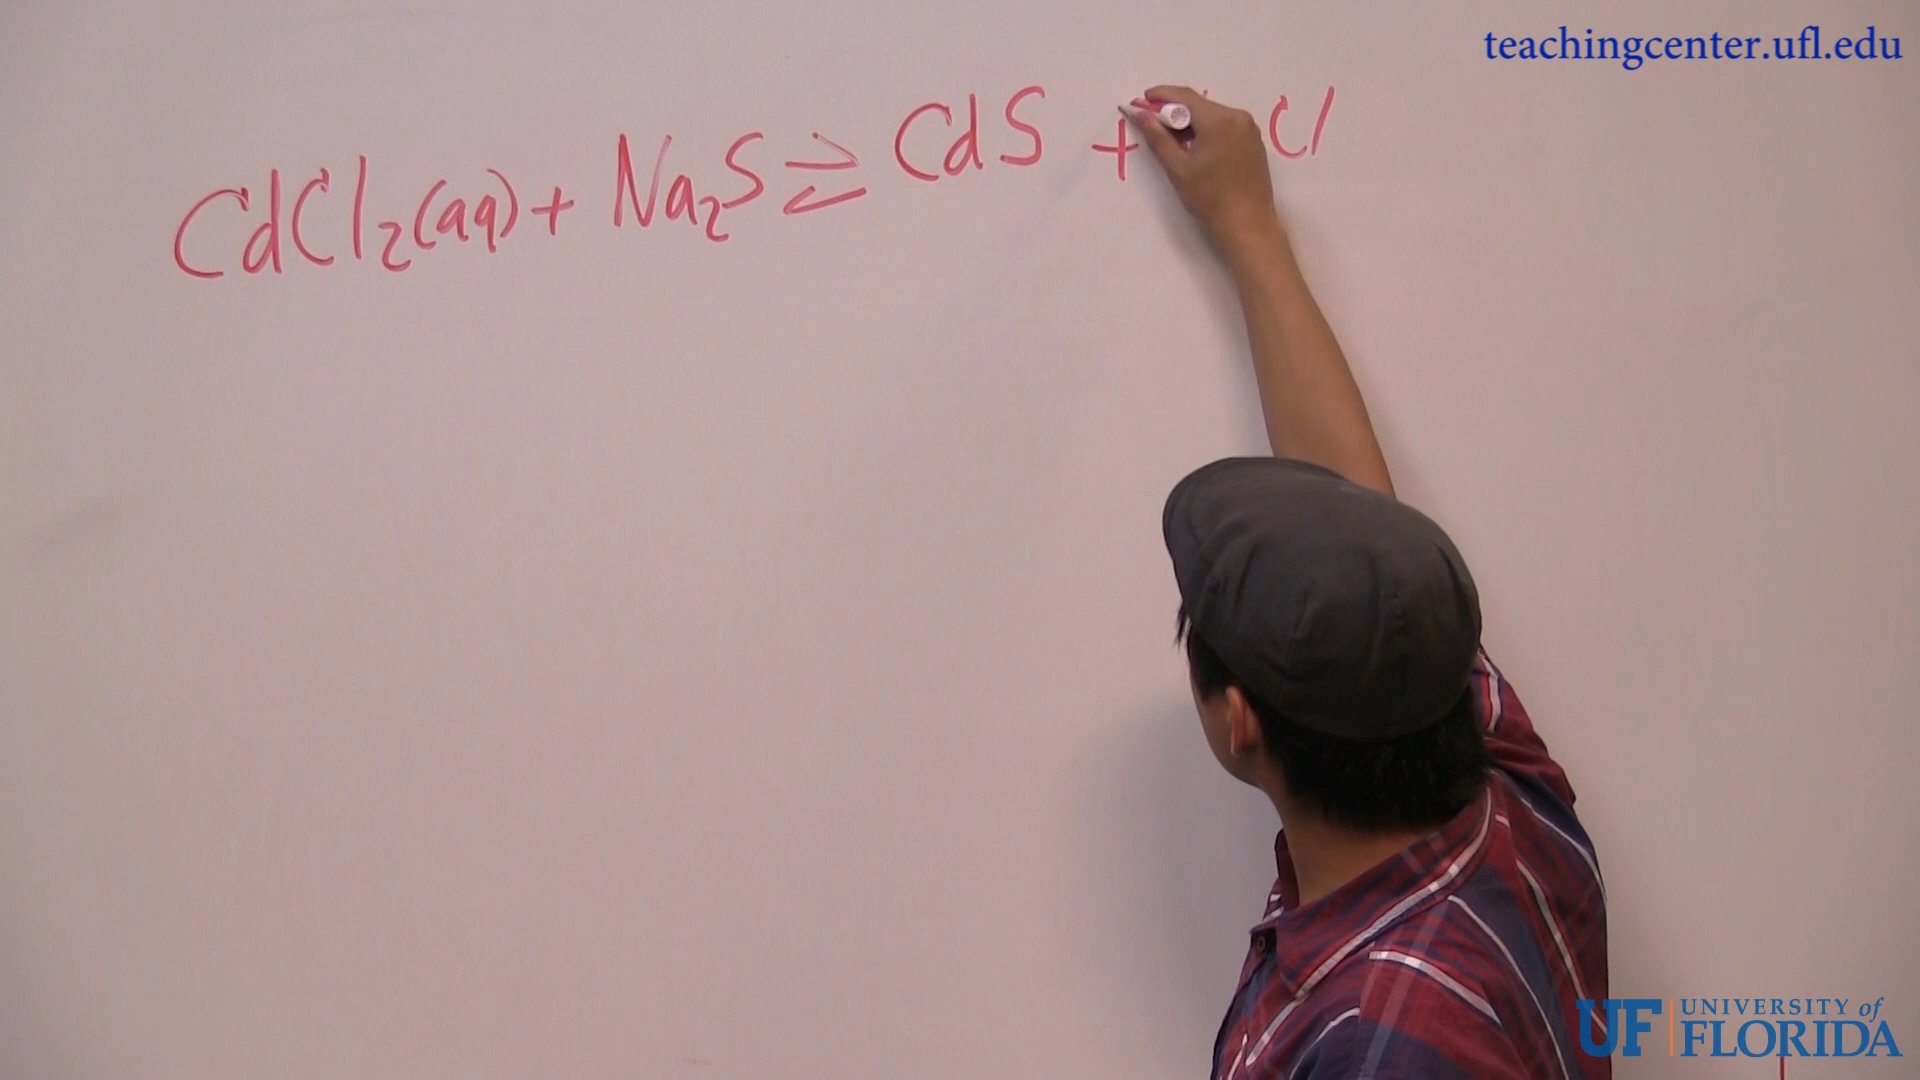 teachingcenter.ufl.edu
CdCl₂(aq) + Na₂S ⇌ CdS + Cl
UF UNIVERSITY of FLORIDA